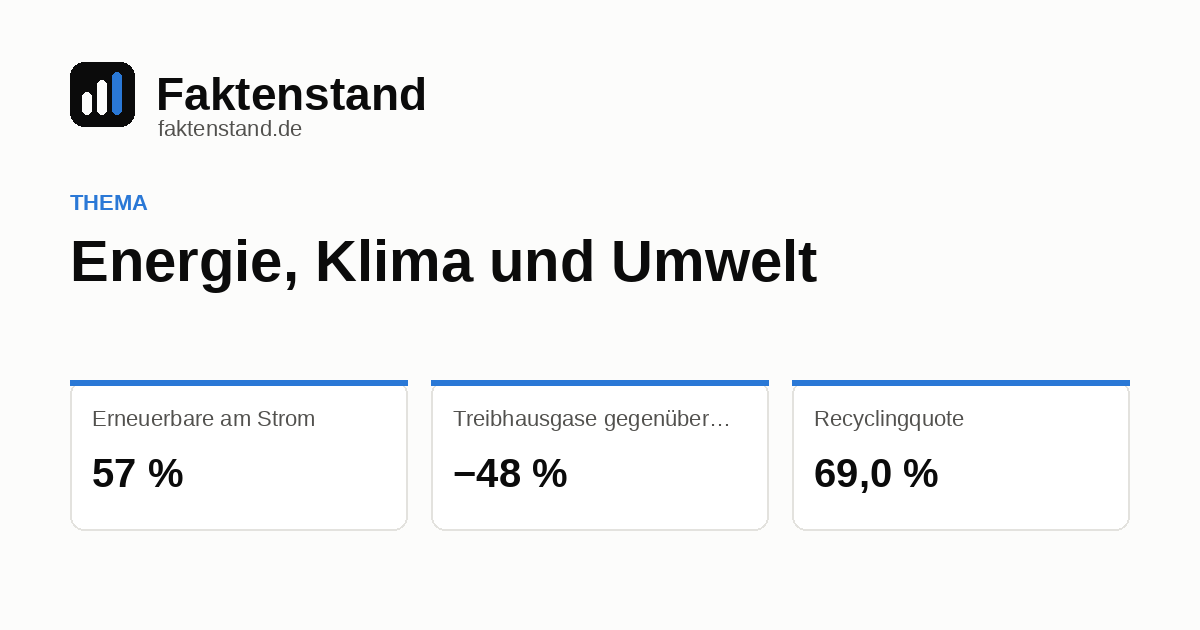 Faktenstand
faktenstand.de
THEMA
Energie, Klima und Umwelt
Erneuerbare am Strom
57 %
Treibhausgase gegenüber…
−48 %
Recyclingquote
69,0 %